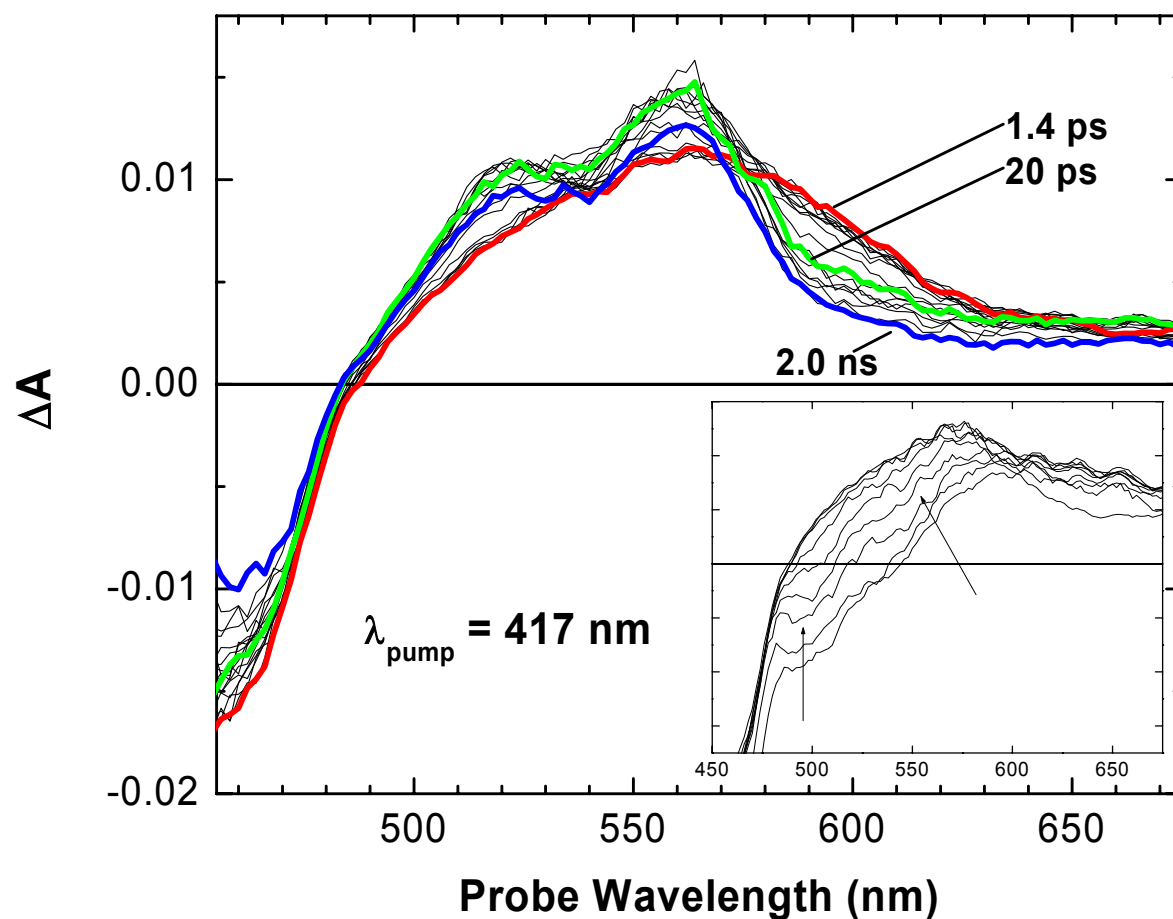 0.01
0.00
-0.01
-0.02
ΔA
1.4 ps
20 ps
2.0 ns
λpump = 417 nm
450 500 550 600 650
500 550 600 650
Probe Wavelength (nm)